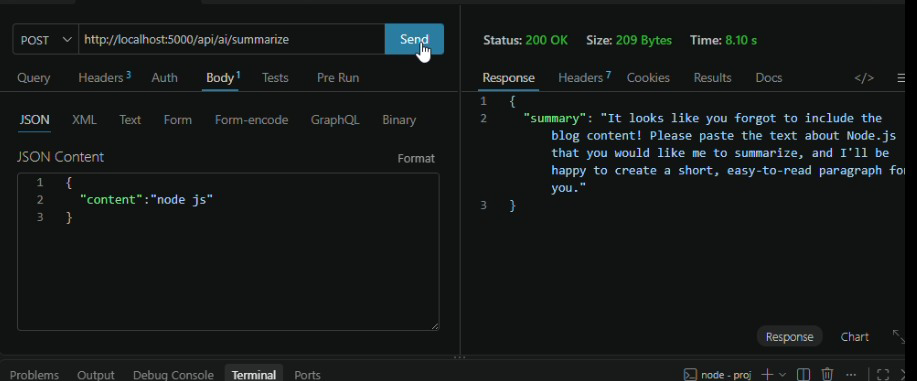 POST http://localhost:5000/api/ai/summarize Send
Status: 200 OK Size: 209 Bytes Time: 8.10 s
Query Headers 3 Auth Body 1 Tests Pre Run
Response Headers 7 Cookies Results Docs </>
JSON XML Text Form Form-encode GraphQL Binary
JSON Content Format
1 {
2 "content":"node js"
3 }
1 {
2 "summary": "It looks like you forgot to include the
blog content! Please paste the text about Node.js
that you would like me to summarize, and I'll be
happy to create a short, easy-to-read paragraph fo
you."
3 }
Response Chart
Problems Output Debug Console Terminal Ports
node - proj